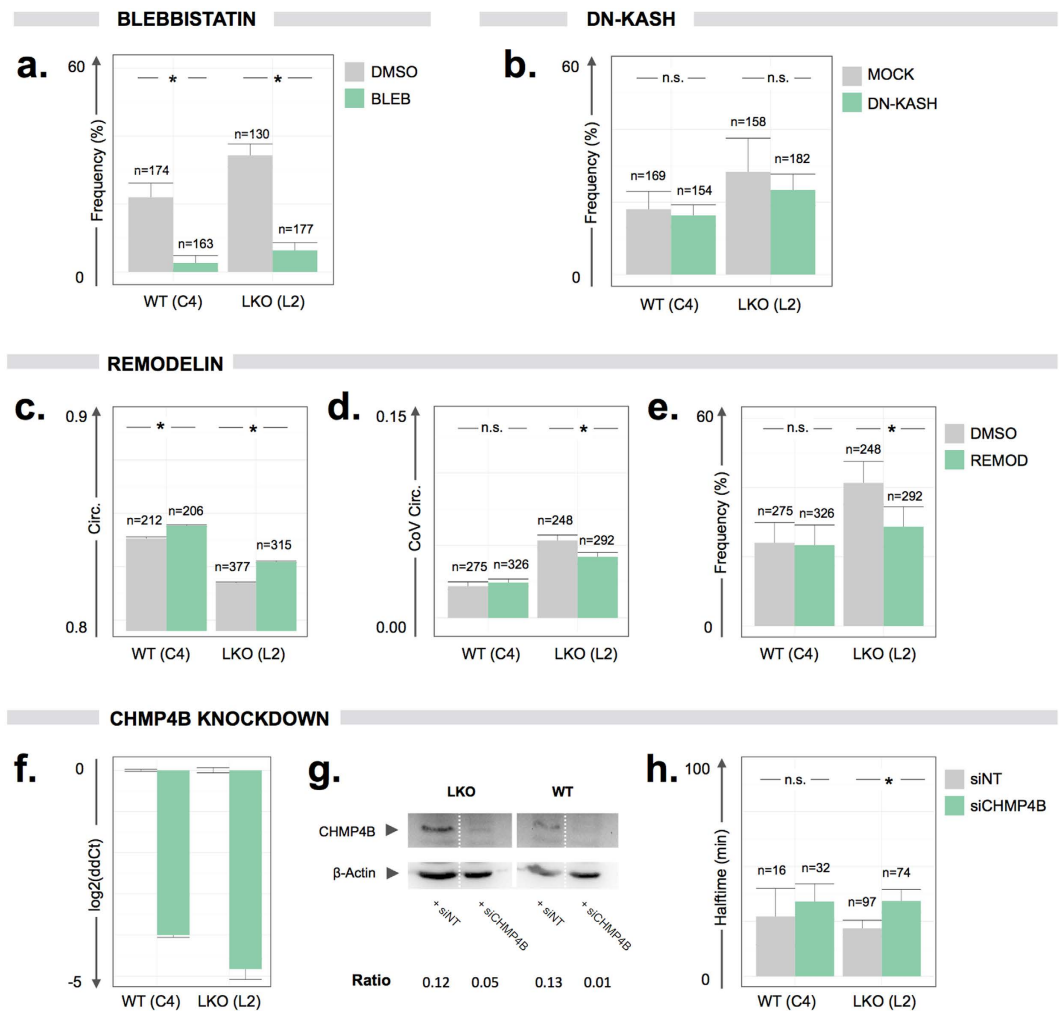 BLEBBISTATIN
DN-KASH
a.
60
Frequency (%)
0
*
*
n=174
n=163
n=130
n=177
WT (C4)
LKO (L2)
DMSO
BLEB
b.
60
Frequency (%)
0
n.s.
n.s.
n=169
n=154
n=158
n=182
WT (C4)
LKO (L2)
MOCK
DN-KASH
REMODELIN
c.
0.9
Circ.
0.8
*
*
n=212
n=206
n=377
n=315
WT (C4)
LKO (L2)
d.
0.15
CoV Circ.
0.00
n.s.
*
n=275
n=326
n=248
n=292
WT (C4)
LKO (L2)
e.
60
Frequency (%)
0
n.s.
*
n=275
n=326
n=248
n=292
WT (C4)
LKO (L2)
DMSO
REMOD
CHMP4B KNOCKDOWN
f.
0
log2(ddCt)
-5
WT (C4)
LKO (L2)
g.
LKO
WT
CHMP4B
β-Actin
+ siNT
+ siCHMP4B
+ siNT
+ siCHMP4B
Ratio 0.12 0.05 0.13 0.01
h.
100
Halftime (min)
0
n.s.
*
n=16
n=32
n=97
n=74
WT (C4)
LKO (L2)
siNT
siCHMP4B